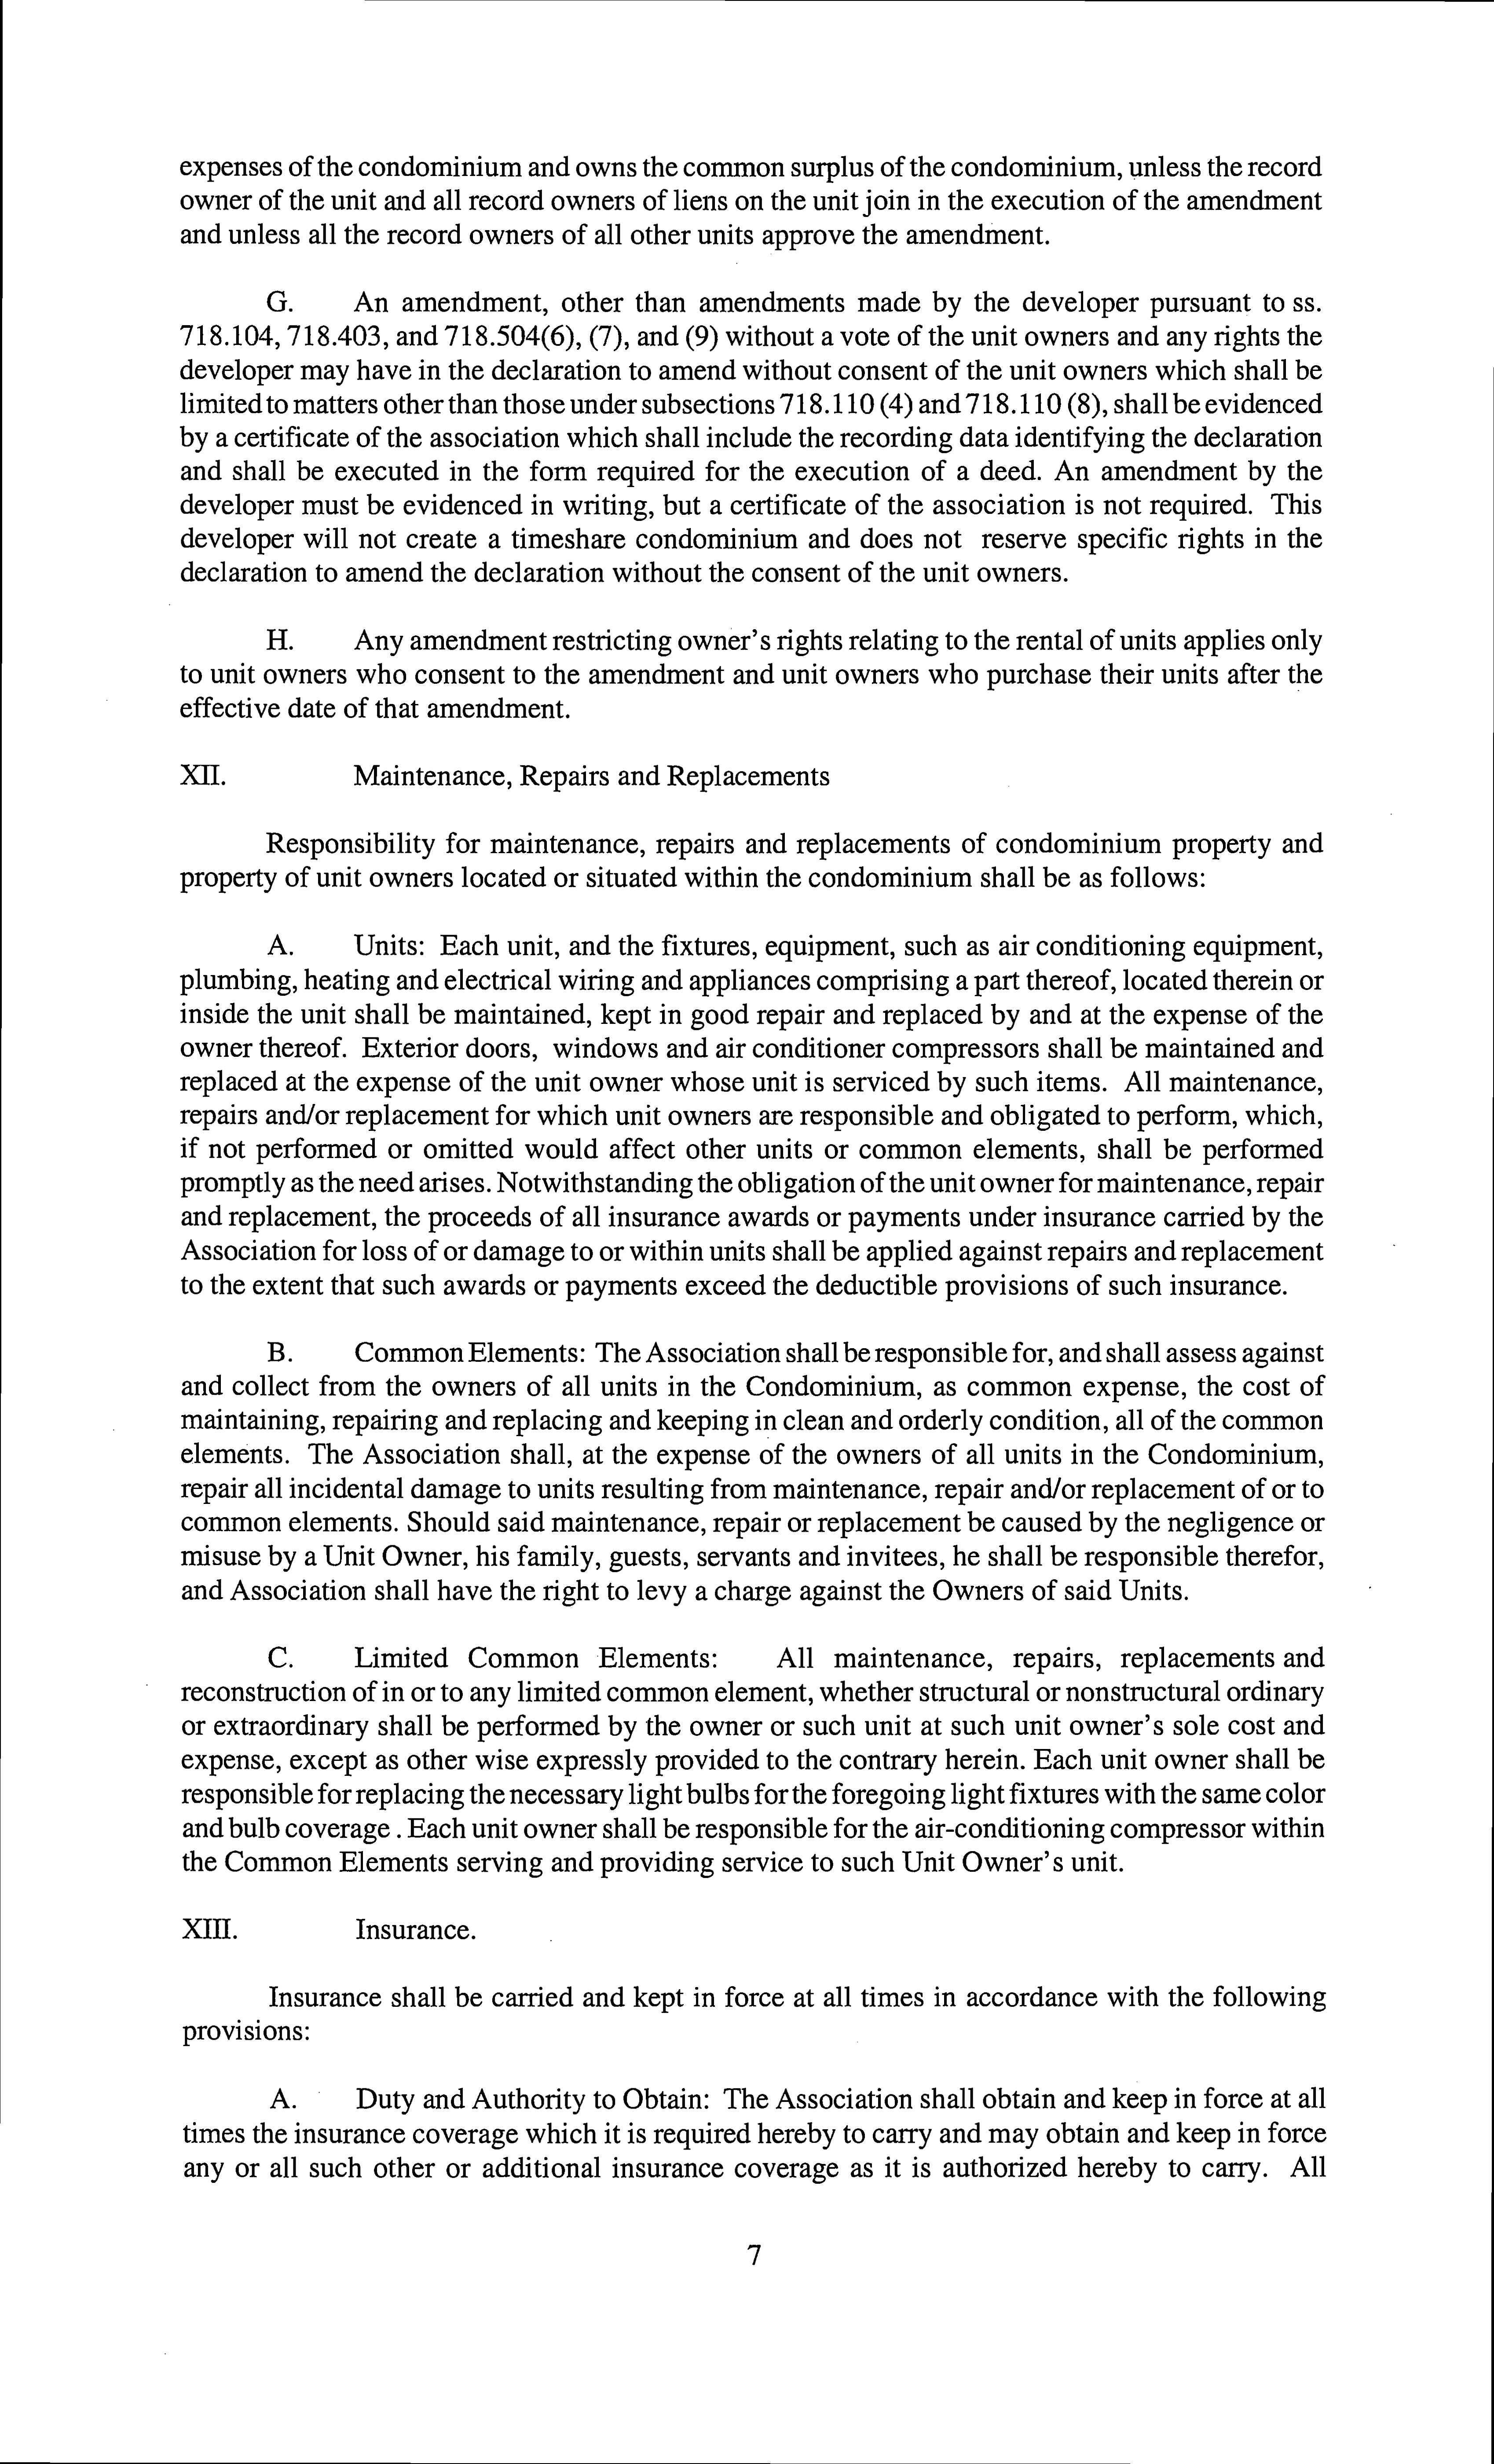 expenses of the condominium and owns the common surplus of the condominium, unless the record
owner of the unit and all record owners of liens on the unit join in the execution of the amendment
and unless all the record owners of all other units approve the amendment.
G. An amendment, other than amendments made by the developer pursuant to ss.
718.104, 718.403, and 718.504(6), (7), and (9) without a vote of the unit owners and any rights the
developer may have in the declaration to amend without consent of the unit owners which shall be
limited to matters other than those under subsections 718.110 (4) and 718.110 (8), shall be evidenced
by a certificate of the association which shall include the recording data identifying the declaration
and shall be executed in the form required for the execution of a deed. An amendment by the
developer must be evidenced in writing, but a certificate of the association is not required. This
developer will not create a timeshare condominium and does not reserve specific rights in the
declaration to amend the declaration without the consent of the unit owners.
H. Any amendment restricting owner's rights relating to the rental of units applies only
to unit owners who consent to the amendment and unit owners who purchase their units after the
effective date of that amendment.
XII. Maintenance, Repairs and Replacements
Responsibility for maintenance, repairs and replacements of condominium property and
property of unit owners located or situated within the condominium shall be as follows:
A. Units: Each unit, and the fixtures, equipment, such as air conditioning equipment,
plumbing, heating and electrical wiring and appliances comprising a part thereof, located therein or
inside the unit shall be maintained, kept in good repair and replaced by and at the expense of the
owner thereof. Exterior doors, windows and air conditioner compressors shall be maintained and
replaced at the expense of the unit owner whose unit is serviced by such items. All maintenance,
repairs and/or replacement for which unit owners are responsible and obligated to perform, which,
if not performed or omitted would affect other units or common elements, shall be performed
promptly as the need arises. Notwithstanding the obligation of the unit owner for maintenance, repair
and replacement, the proceeds of all insurance awards or payments under insurance carried by the
Association for loss of or damage to or within units shall be applied against repairs and replacement
to the extent that such awards or payments exceed the deductible provisions of such insurance.
B. Common Elements: The Association shall be responsible for, and shall assess against
and collect from the owners of all units in the Condominium, as common expense, the cost of
maintaining, repairing and replacing and keeping in clean and orderly condition, all of the common
elements. The Association shall, at the expense of the owners of all units in the Condominium,
repair all incidental damage to units resulting from maintenance, repair and/or replacement of or to
common elements. Should said maintenance, repair or replacement be caused by the negligence or
misuse by a Unit Owner, his family, guests, servants and invitees, he shall be responsible therefor,
and Association shall have the right to levy a charge against the Owners of said Units.
C. Limited Common Elements: All maintenance, repairs, replacements and
reconstruction of in or to any limited common element, whether structural or nonstructural ordinary
or extraordinary shall be performed by the owner or such unit at such unit owner's sole cost and
expense, except as other wise expressly provided to the contrary herein. Each unit owner shall be
responsible for replacing the necessary light bulbs for the foregoing light fixtures with the same color
and bulb coverage . Each unit owner shall be responsible for the air-conditioning compressor within
the Common Elements serving and providing service to such Unit Owner's unit.
XIII. Insurance.
Insurance shall be carried and kept in force at all times in accordance with the following
provisions:
A. Duty and Authority to Obtain: The Association shall obtain and keep in force at all
times the insurance coverage which it is required hereby to carry and may obtain and keep in force
any or all such other or additional insurance coverage as it is authorized hereby to carry. All
7